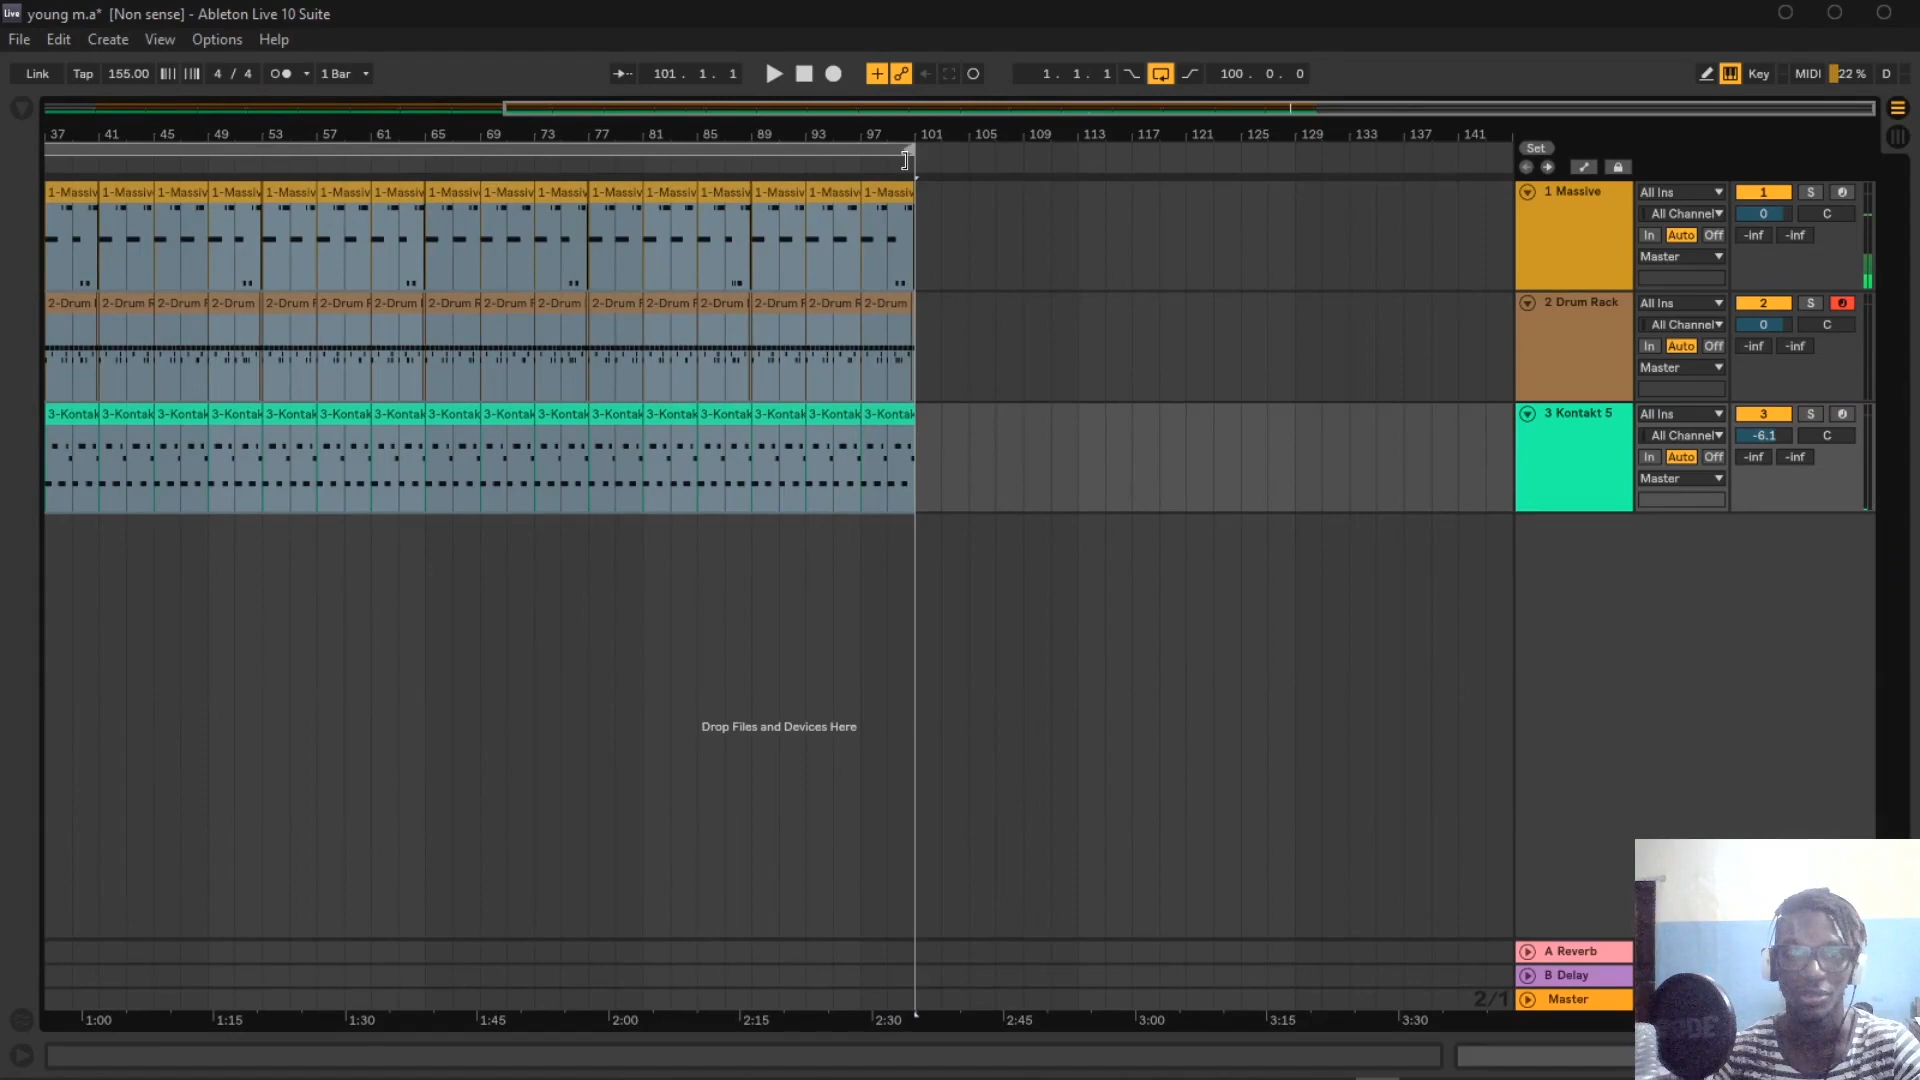 Live young m.a* [Non sense] - Ableton Live 10 Suite
File Edit Create View Options Help
Link Tap 155.00 4 / 4 1 Bar 101 . 1 . 1 1 . 1 . 1 100 . 0 . 0 Key MIDI 22 % D
37 41 45 49 53 57 61 65 69 73 77 81 85 89 93 97 101 105 109 113 117 121 125 129 133 137 141
Set
1-Massiv 1-Massiv 1-Massiv 1-Massiv 1-Massiv 1-Massiv 1-Massiv 1-Massiv 1-Massiv 1-Massiv 1-Massiv 1-Massiv 1-Massiv 1-Massiv 1-Massiv 1-Massiv
1 Massive All Ins 1 S
All Channel 0 C
In Auto Off -inf -inf
Master
2-Drum 2-Drum R 2-Drum F 2-Drum 2-Drum F 2-Drum F 2-Drum 2-Drum R 2-Drum F 2-Drum 2-Drum R 2-Drum F 2-Drum 2-Drum R 2-Drum F 2-Drum
2 Drum Rack All Ins 2 S
All Channel 0 C
In Auto Off -inf -inf
Master
3-Kontak 3-Kontak 3-Kontak 3-Kontak 3-Kontak 3-Kontak 3-Kontak 3-Kontak 3-Kontak 3-Kontak 3-Kontak 3-Kontak 3-Kontak 3-Kontak 3-Kontak 3-Kontak
3 Kontakt 5 All Ins 3 S
All Channel -6.1 C
In Auto Off -inf -inf
Master
Drop Files and Devices Here
A Reverb
B Delay
2/1 Master
1:00 1:15 1:30 1:45 2:00 2:15 2:30 2:45 3:00 3:15 3:30